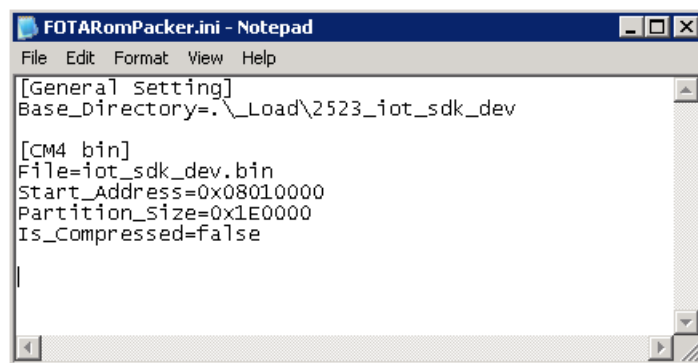 FOTARomPacker.ini - Notepad
File Edit Format View Help
[General Setting]
Base_Directory=.\_Load\2523_iot_sdk_dev
[CM4 bin]
File=iot_sdk_dev.bin
Start_Address=0x08010000
Partition_Size=0x1E0000
Is_Compressed=false